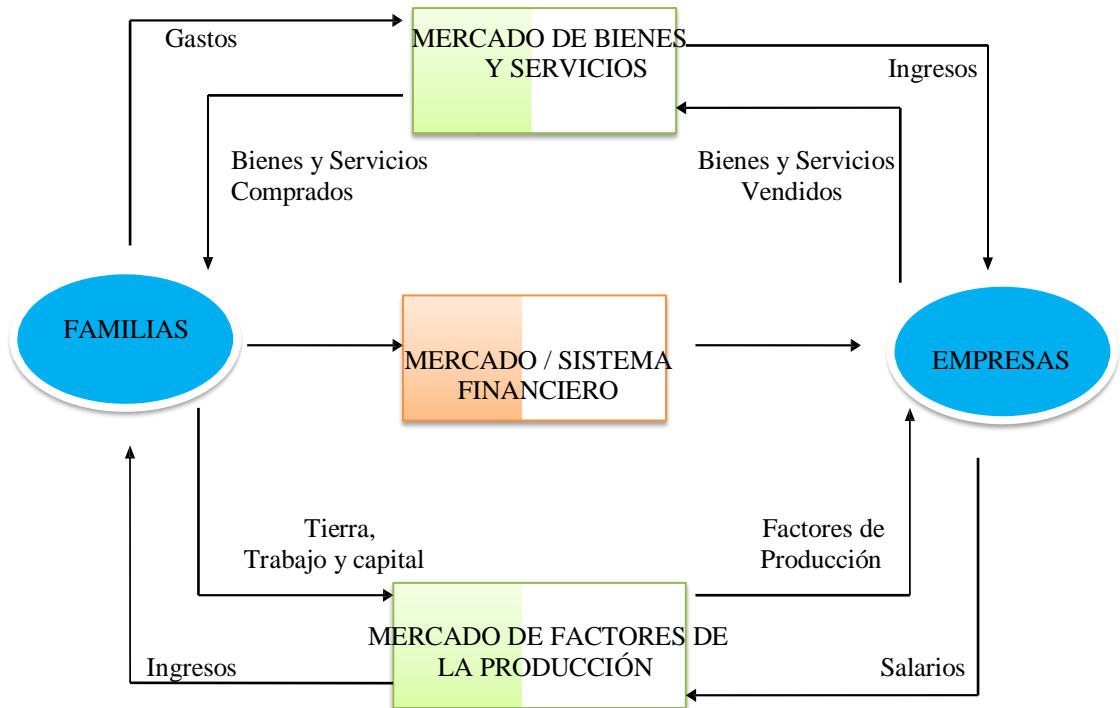 Gastos
MERCADO DE BIENES
Y SERVICIOS
Ingresos
Bienes y Servicios
Comprados
Bienes y Servicios
Vendidos
FAMILIAS
MERCADO / SISTEMA
FINANCIERO
EMPRESAS
Tierra,
Trabajo y capital
Factores de
Producción
MERCADO DE FACTORES DE
LA PRODUCCIÓN
Ingresos
Salarios